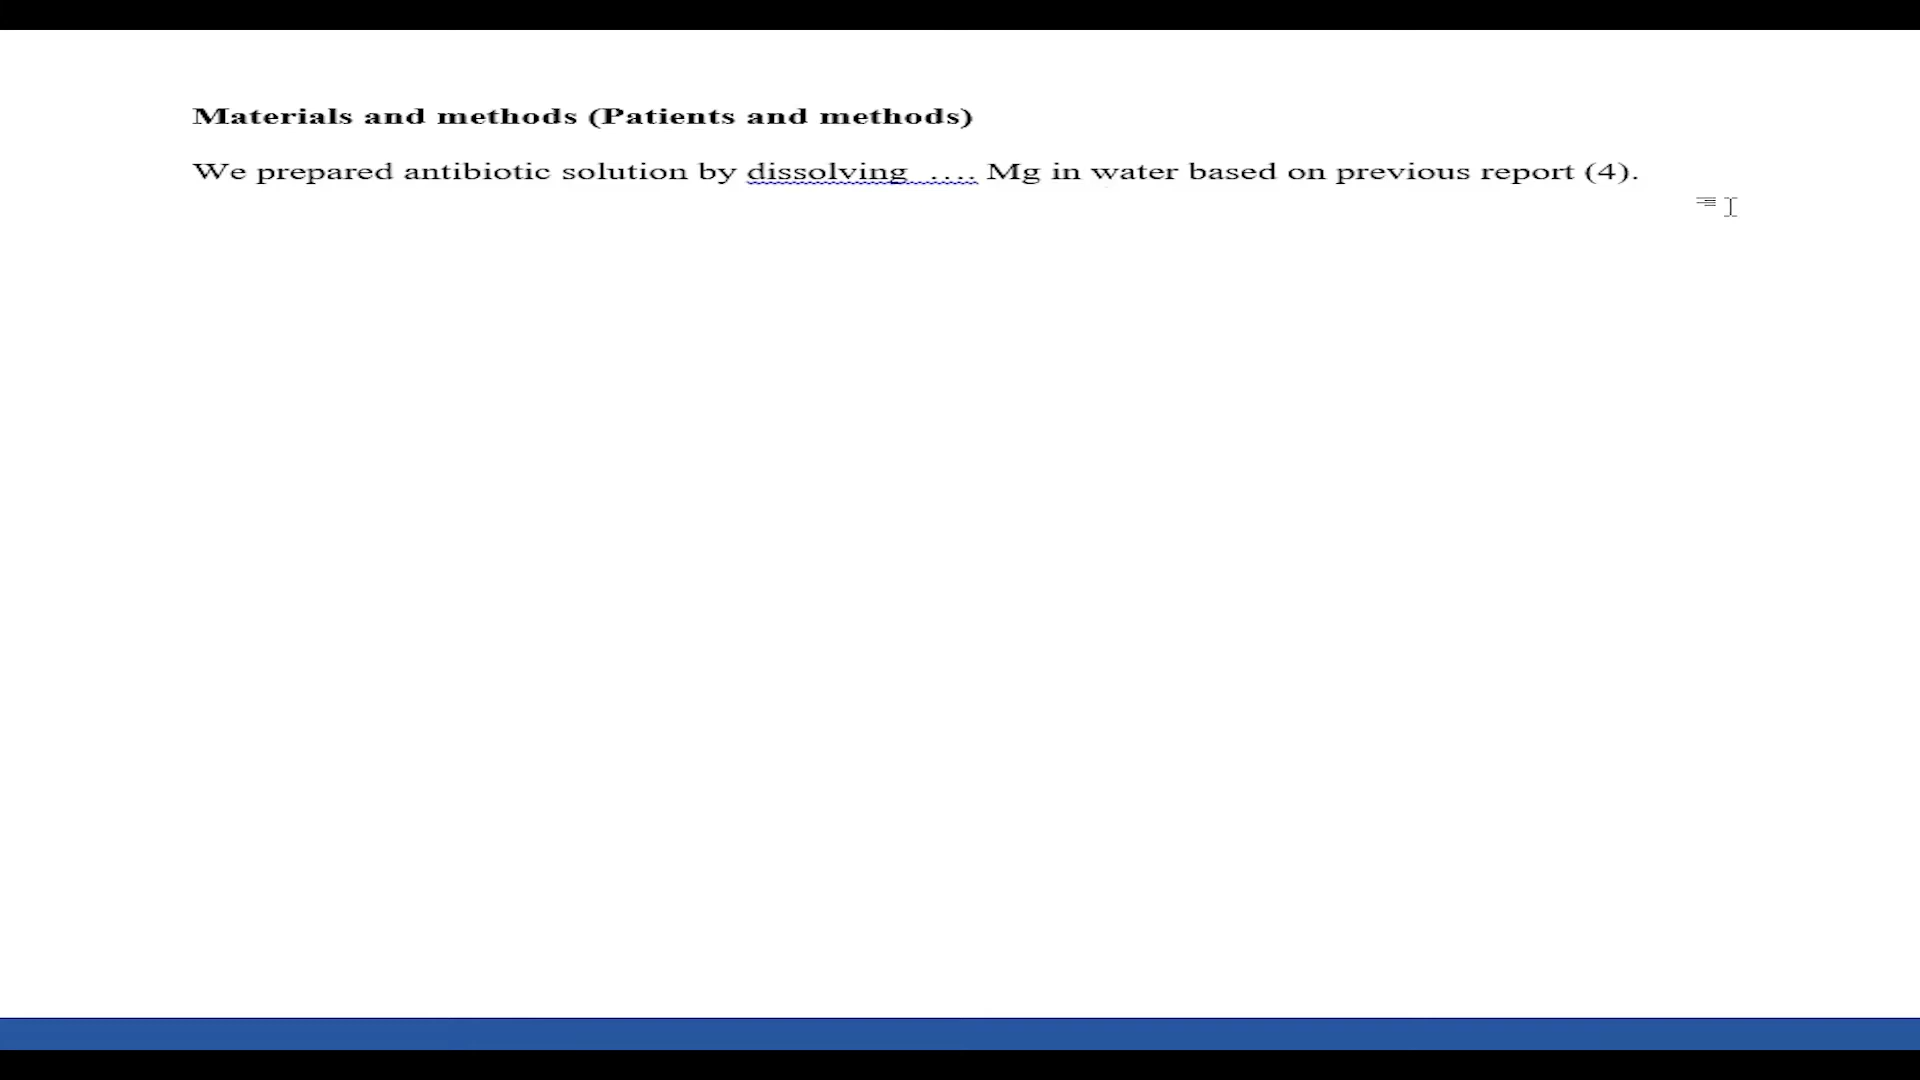 Materials and methods (Patients and methods)
We prepared antibiotic solution by dissolving .... Mg in water based on previous report (4).